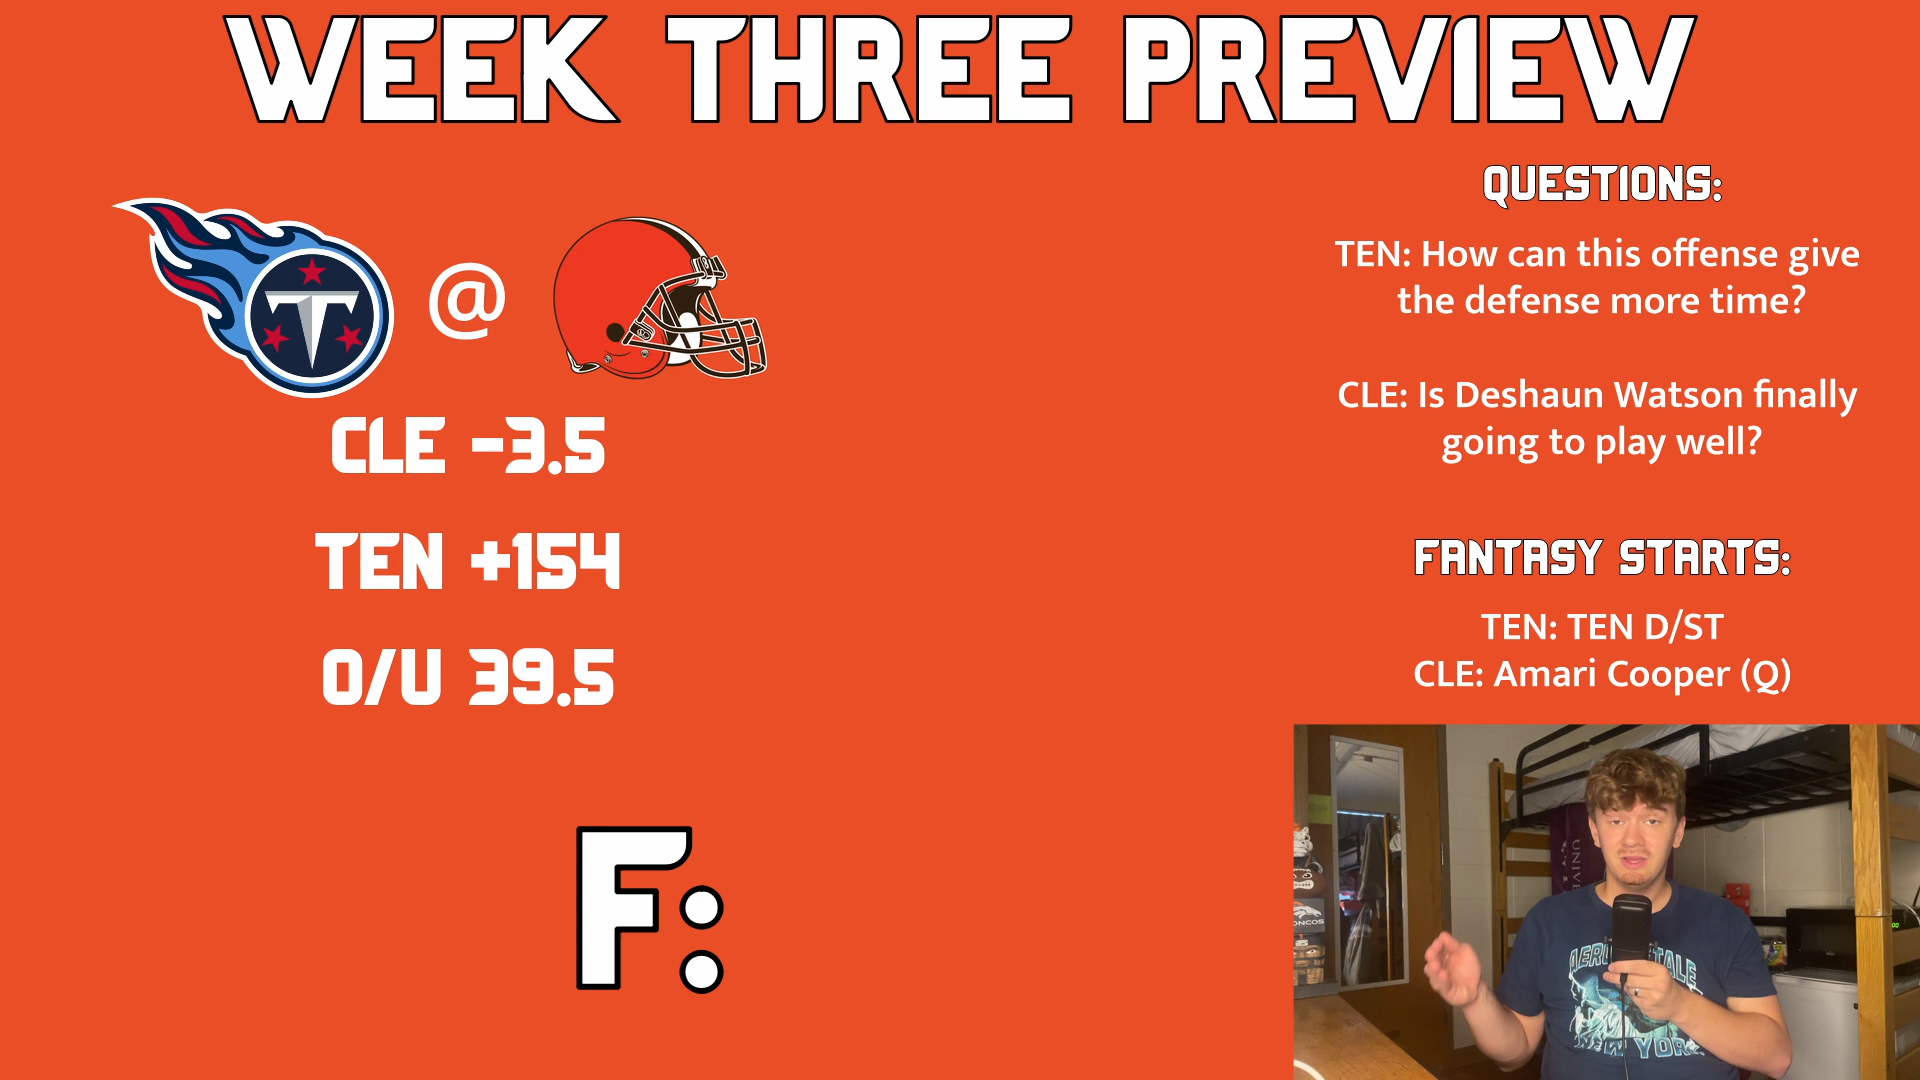 WEEK THREE PREVIEW
T
@
CLE -3.5
TEN +154
O/U 39.5
F:
QUESTIONS:
TEN: How can this offense give
the defense more time?
CLE: Is Deshaun Watson finally
going to play well?
FANTASY STARTS:
TEN: TEN D/ST
CLE: Amari Cooper (Q)
NEW YORK